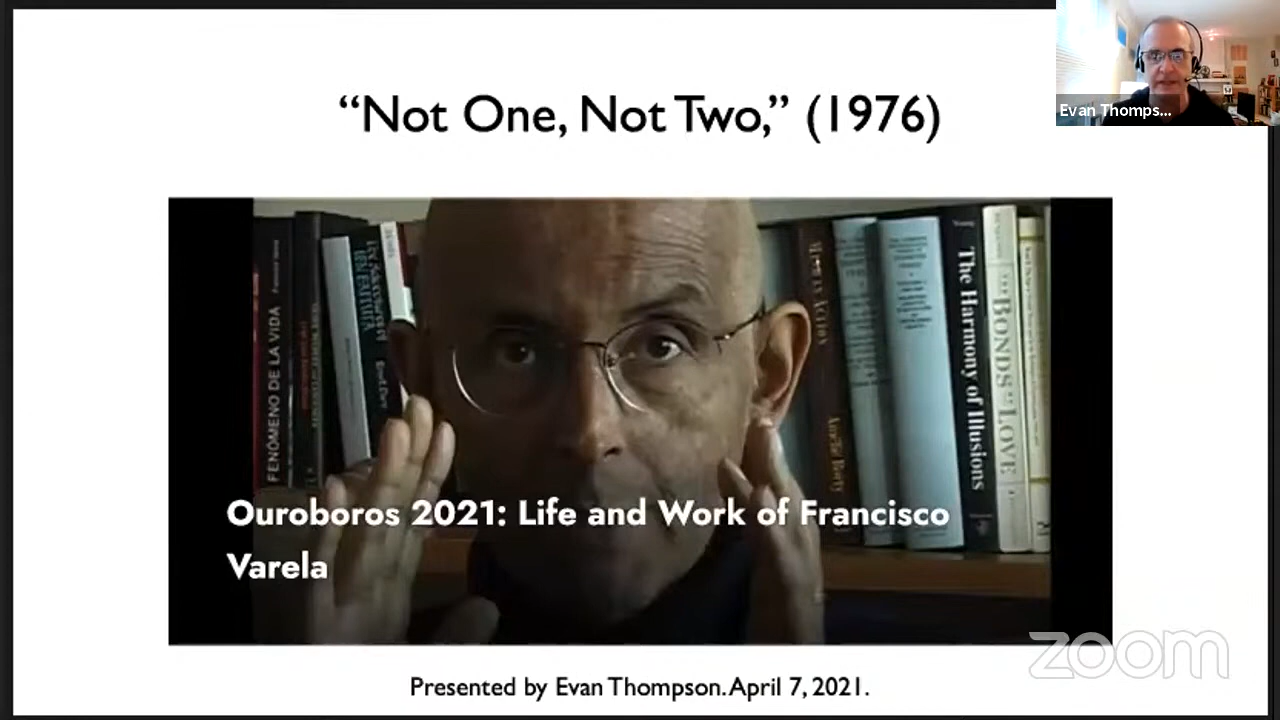 “Not One, Not Two,” (1976)
Evan Thomps...
FENÓMENO DE LA VIDA
The Harmony of Illusions
The BONDS of LOVE
Ouroboros 2021: Life and Work of Francisco
Varela
zoom
Presented by Evan Thompson. April 7, 2021.